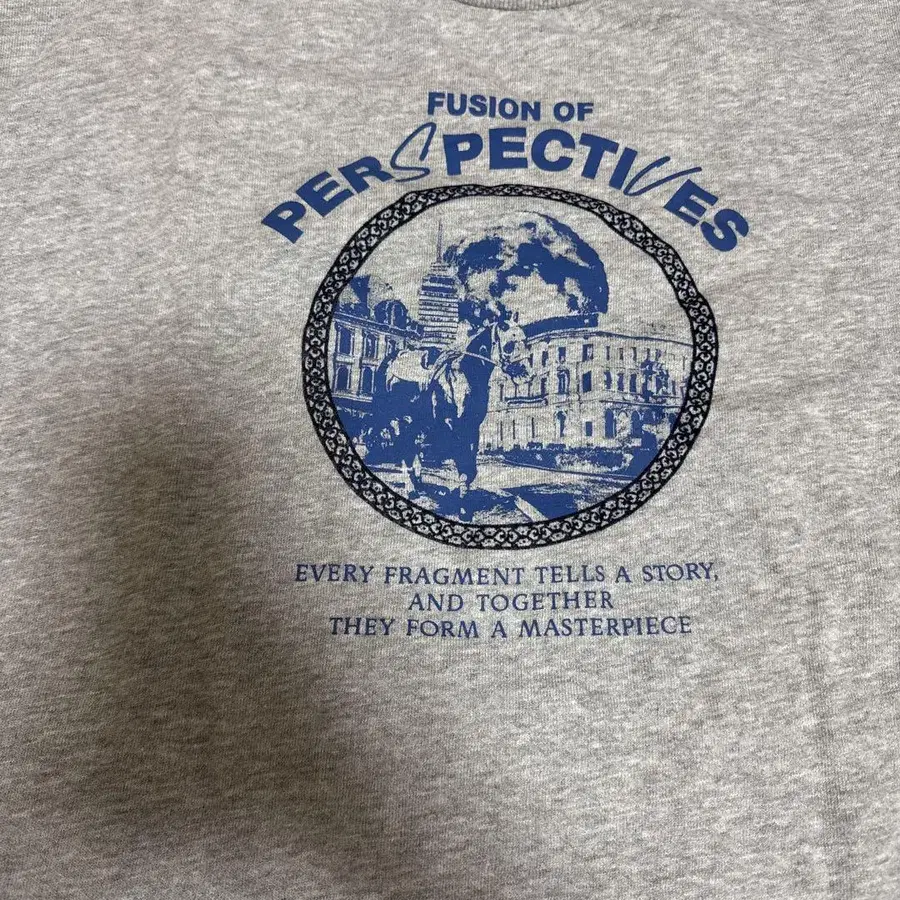 FUSION OF
PERSPECTIVES
EVERY FRAGMENT TELLS A STORY,
AND TOGETHER
THEY FORM A MASTERPIECE